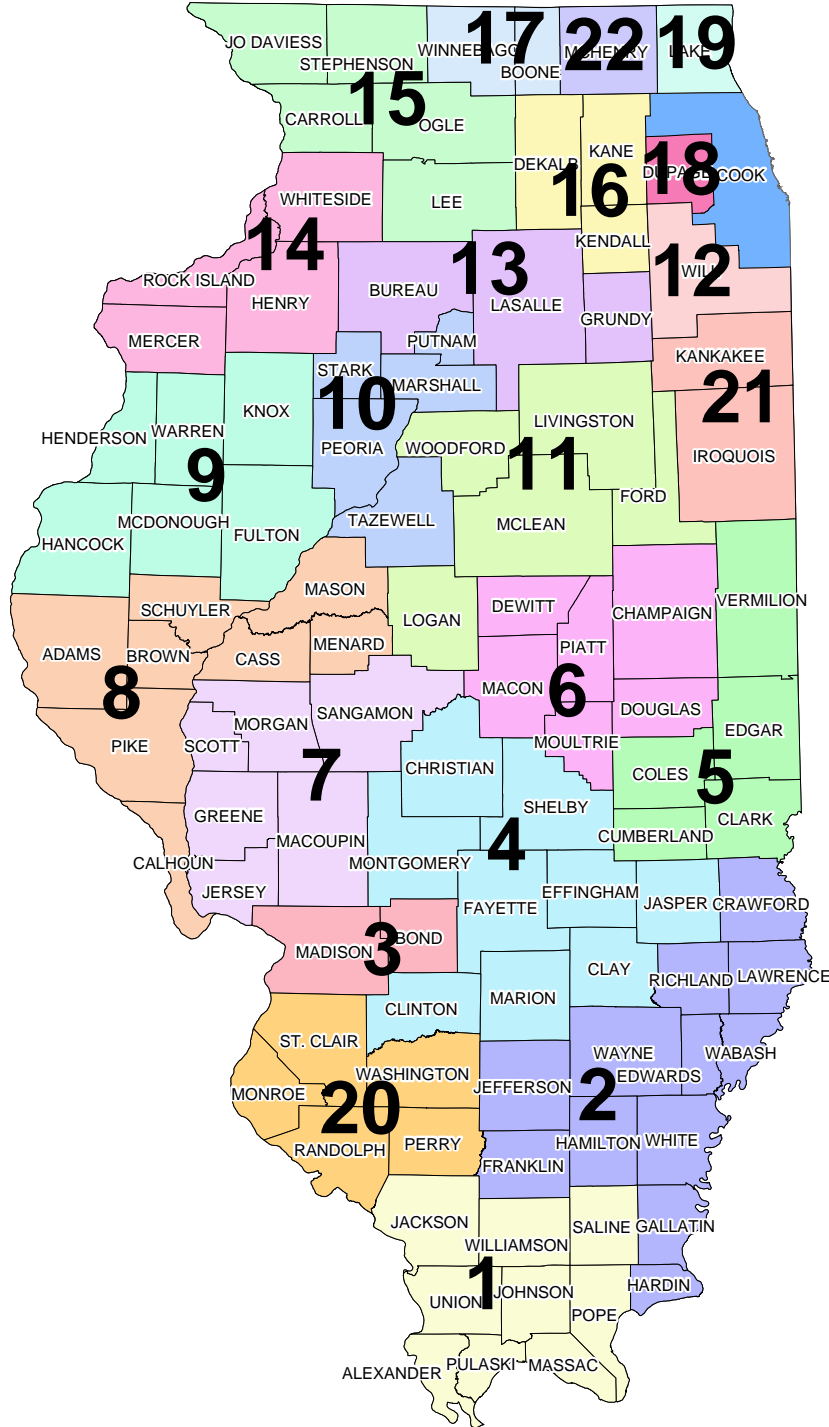 JO DAVIESS
STEPHENSON
WINNEBAGO
17
BOONE
22
MCHENRY
19
LAKE
15
CARROLL
OGLE
DEKALB
KANE
16
18
DUPAGE
COOK
WHITESIDE
LEE
14
KENDALL
13
12
WILL
ROCK ISLAND
HENRY
BUREAU
LASALLE
GRUNDY
MERCER
PUTNAM
KANKAKEE
STARK
MARSHALL
10
21
KNOX
LIVINGSTON
HENDERSON
WARREN
PEORIA
WOODFORD
11
IROQUOIS
9
FORD
MCDONOUGH
TAZEWELL
MCLEAN
HANCOCK
FULTON
MASON
SCHUYLER
LOGAN
DEWITT
CHAMPAIGN
VERMILION
ADAMS
BROWN
CASS
MENARD
PIATT
8
MACON
6
SANGAMON
DOUGLAS
PIKE
SCOTT
MORGAN
MOULTRIE
EDGAR
7
CHRISTIAN
COLES
5
GREENE
SHELBY
CLARK
MACOUPIN
CUMBERLAND
CALHOUN
MONTGOMERY
4
JERSEY
EFFINGHAM
JASPER
CRAWFORD
FAYETTE
MADISON
3
BOND
CLAY
RICHLAND
LAWRENCE
CLINTON
MARION
ST. CLAIR
WAYNE
WABASH
WASHINGTON
JEFFERSON
EDWARDS
MONROE
20
2
RANDOLPH
PERRY
HAMILTON
WHITE
FRANKLIN
JACKSON
SALINE
GALLATIN
WILLIAMSON
1
UNION
JOHNSON
HARDIN
POPE
ALEXANDER
PULASKI
MASSAC